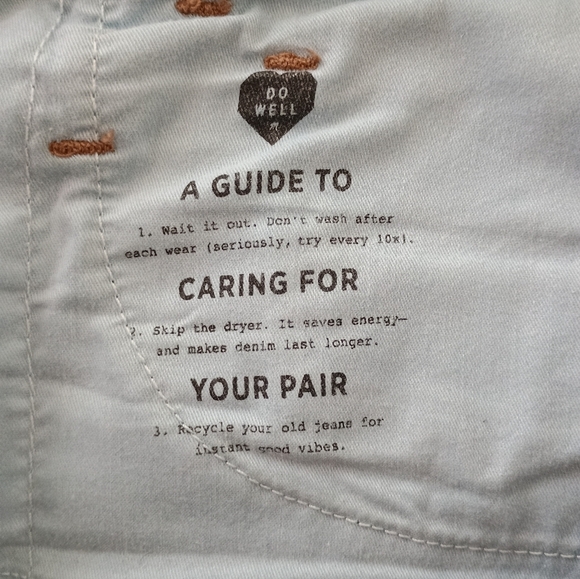 DO
WELL
A GUIDE TO
1. Wait it out. Don't wash after
each wear (seriously, try every 10x).
CARING FOR
2. Skip the dryer. It saves energy—
and makes denim last longer.
YOUR PAIR
3. Recycle your old jeans for
instant good vibes.